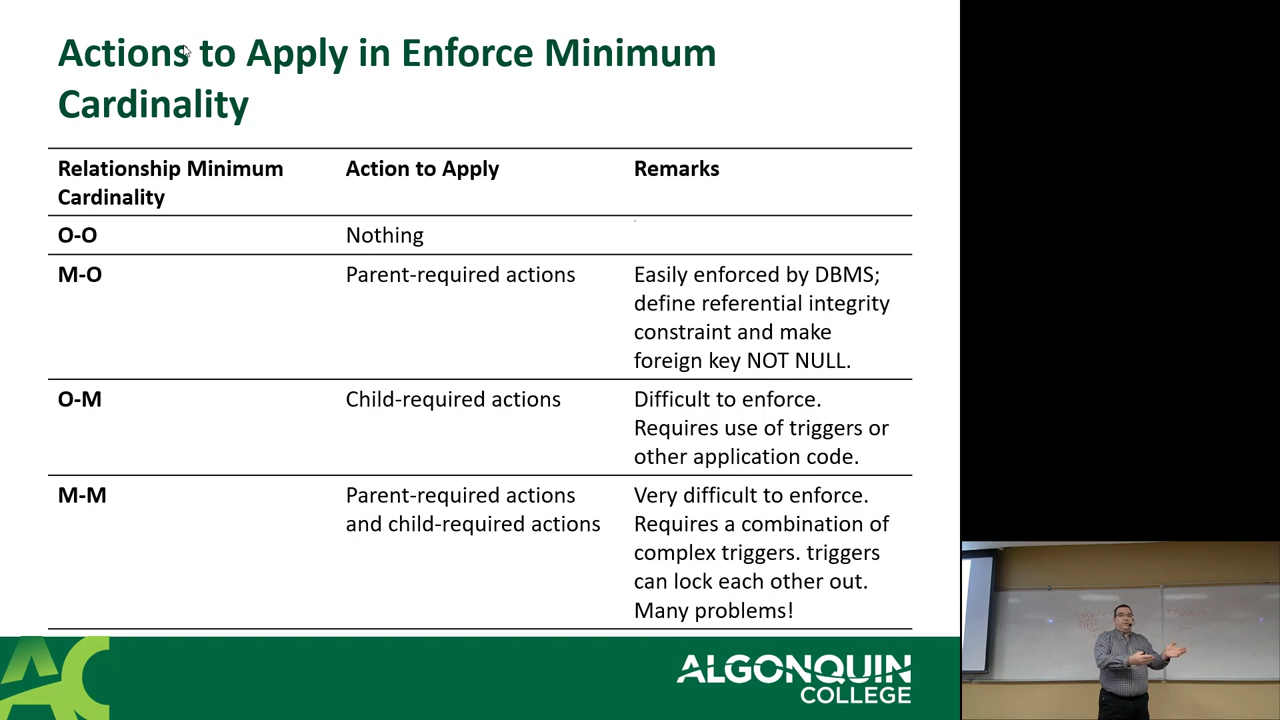 Actions to Apply in Enforce Minimum
Cardinality
Relationship Minimum
Cardinality
Action to Apply
Remarks
O-O
Nothing
M-O
Parent-required actions
Easily enforced by DBMS;
define referential integrity
constraint and make
foreign key NOT NULL.
O-M
Child-required actions
Difficult to enforce.
Requires use of triggers or
other application code.
M-M
Parent-required actions
and child-required actions
Very difficult to enforce.
Requires a combination of
complex triggers. triggers
can lock each other out.
Many problems!
AC
ALGONQUIN
COLLEGE